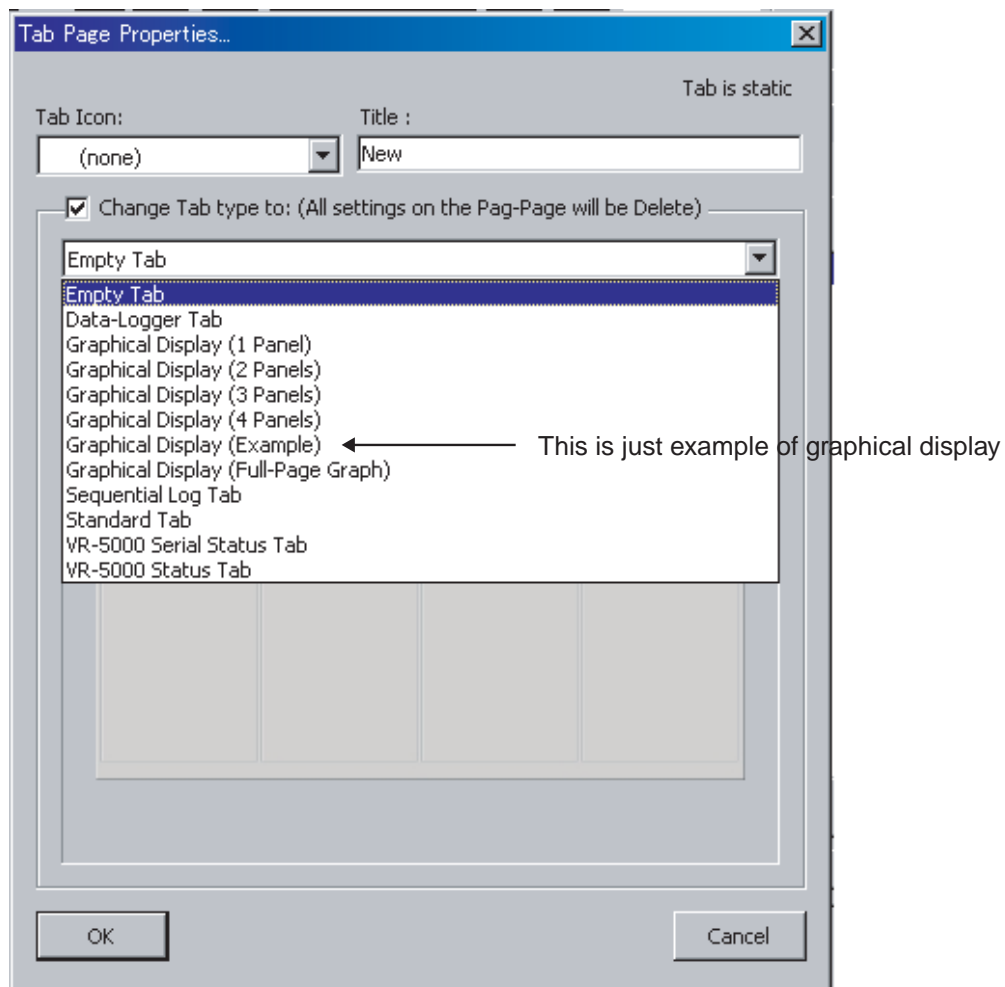 Tab Page Properties...
Tab is static
Tab Icon:
Title :
(none)
New
Change Tab type to: (All settings on the Pag-Page will be Delete)
Empty Tab
Empty Tab
Data-Logger Tab
Graphical Display (1 Panel)
Graphical Display (2 Panels)
Graphical Display (3 Panels)
Graphical Display (4 Panels)
Graphical Display (Example)
This is just example of graphical display
Graphical Display (Full-Page Graph)
Sequential Log Tab
Standard Tab
VR-5000 Serial Status Tab
VR-5000 Status Tab
OK
Cancel